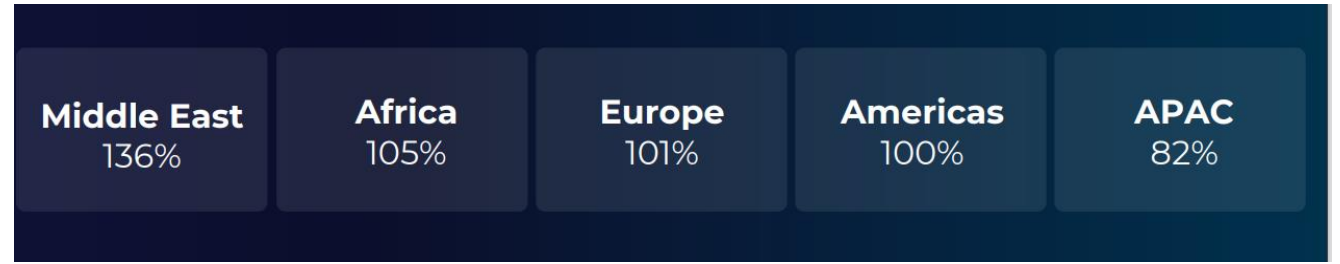 Middle East
136%
Africa
105%
Europe
101%
Americas
100%
APAC
82%